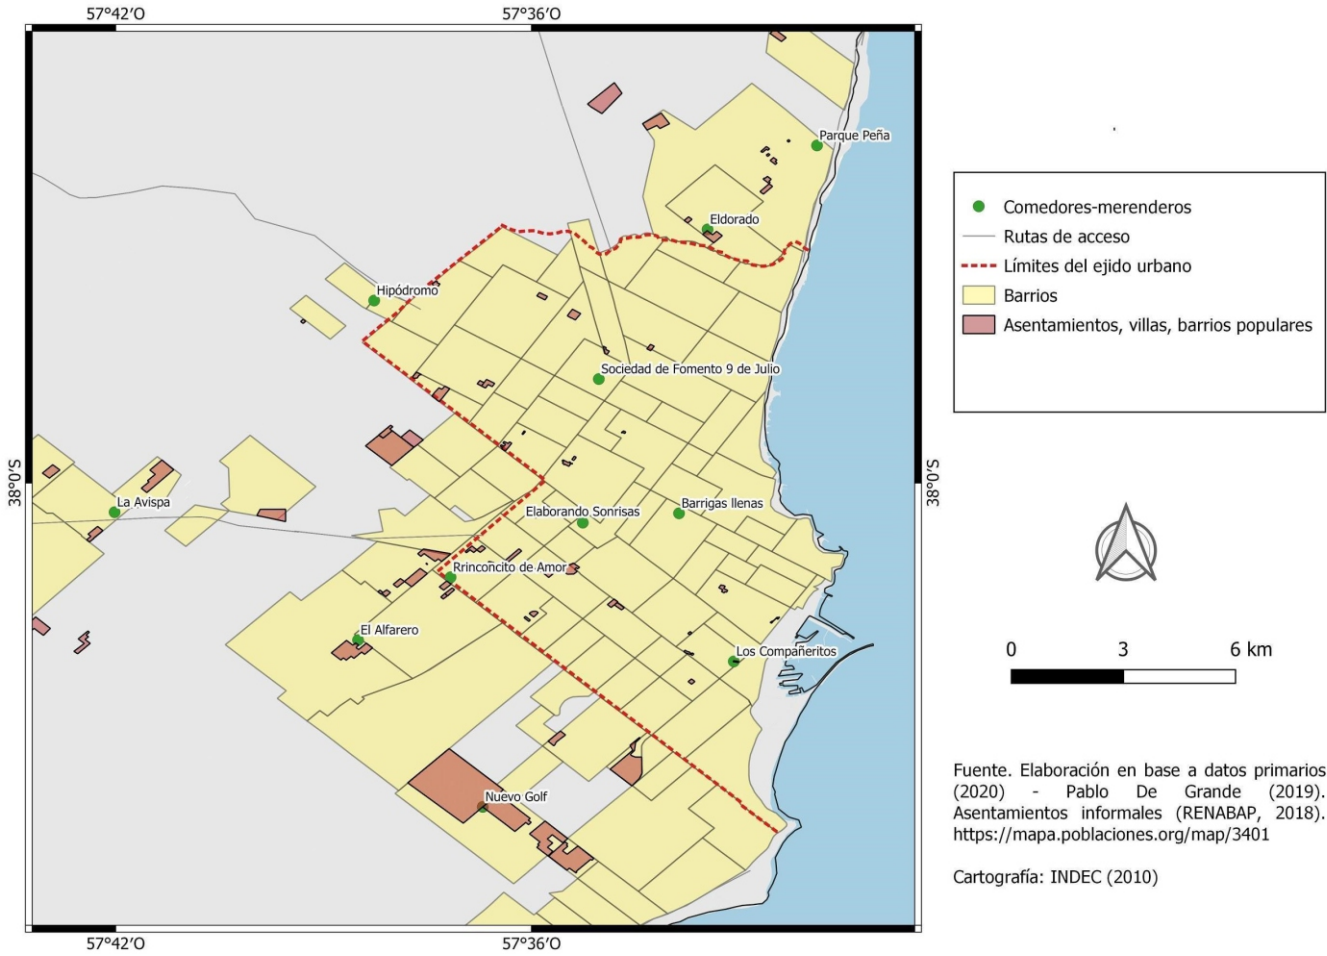 57°42'O
57°36'O
Parque Peña
Eldorado
Hipódromo
Sociedad de Fomento 9 de Julio
38°0'S
38°0'S
La Avispa
Elaborando Sonrisas
Barrigas llenas
Rrinconcito de Amor
El Alfarero
Los Compañeritos
Nuevo Golf
57°42'O
57°36'O
Comedores-merenderos
Rutas de acceso
Límites del ejido urbano
Barrios
Asentamientos, villas, barrios populares
0 3 6 km
Fuente. Elaboración en base a datos primarios
(2020) - Pablo De Grande (2019).
Asentamientos informales (RENABAP, 2018).
https://mapa.poblaciones.org/map/3401
Cartografía: INDEC (2010)